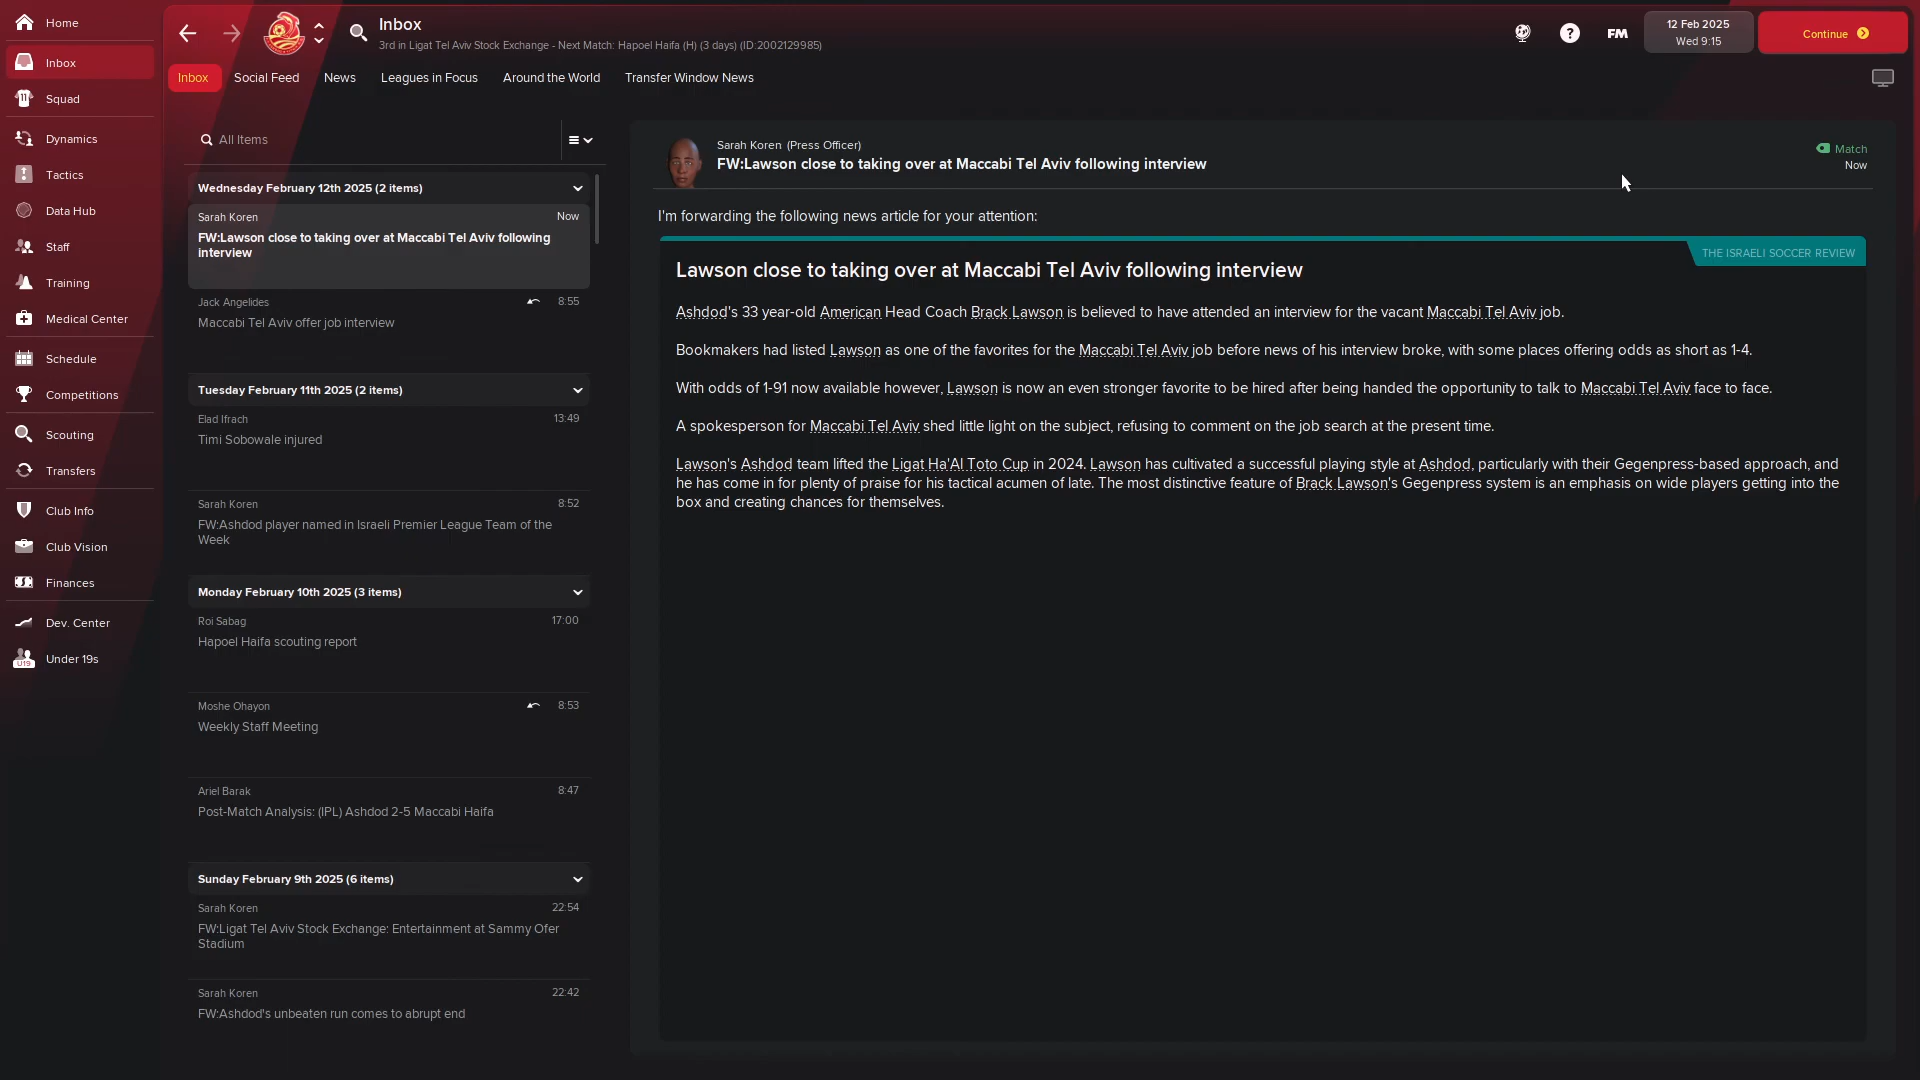 Home
Inbox
Squad
Dynamics
Tactics
Data Hub
Staff
Training
Medical Center
Schedule
Competitions
Scouting
Transfers
Club Info
Club Vision
Finances
Dev. Center
U19
Under 19s
Inbox
3rd in Ligat Tel Aviv Stock Exchange - Next Match: Hapoel Haifa (H) (3 days) (ID:2002129985)
?
FM
12 Feb 2025
Wed 9:15
Continue
Inbox Social Feed News Leagues in Focus Around the World Transfer Window News
All Items
Wednesday February 12th 2025 (2 items)
Sarah Koren Now
FW:Lawson close to taking over at Maccabi Tel Aviv following
interview
Jack Angelides 8:55
Maccabi Tel Aviv offer job interview
Tuesday February 11th 2025 (2 items)
Elad Ifrach 13:49
Timi Sobowale injured
Sarah Koren 8:52
FW:Ashdod player named in Israeli Premier League Team of the
Week
Monday February 10th 2025 (3 items)
Roi Sabag 17:00
Hapoel Haifa scouting report
Moshe Ohayon 8:53
Weekly Staff Meeting
Ariel Barak 8:47
Post-Match Analysis: (IPL) Ashdod 2-5 Maccabi Haifa
Sunday February 9th 2025 (6 items)
Sarah Koren 22:54
FW:Ligat Tel Aviv Stock Exchange: Entertainment at Sammy Ofer
Stadium
Sarah Koren 22:42
FW:Ashdod's unbeaten run comes to abrupt end
Sarah Koren (Press Officer)
FW:Lawson close to taking over at Maccabi Tel Aviv following interview
Match
Now
I'm forwarding the following news article for your attention:
THE ISRAELI SOCCER REVIEW
Lawson close to taking over at Maccabi Tel Aviv following interview
Ashdod's 33 year-old American Head Coach Brack Lawson is believed to have attended an interview for the vacant Maccabi Tel Aviv job.
Bookmakers had listed Lawson as one of the favorites for the Maccabi Tel Aviv job before news of his interview broke, with some places offering odds as short as 1-4.
With odds of 1-91 now available however, Lawson is now an even stronger favorite to be hired after being handed the opportunity to talk to Maccabi Tel Aviv face to face.
A spokesperson for Maccabi Tel Aviv shed little light on the subject, refusing to comment on the job search at the present time.
Lawson's Ashdod team lifted the Ligat Ha'Al Toto Cup in 2024. Lawson has cultivated a successful playing style at Ashdod, particularly with their Gegenpress-based approach, and
he has come in for plenty of praise for his tactical acumen of late. The most distinctive feature of Brack Lawson's Gegenpress system is an emphasis on wide players getting into the
box and creating chances for themselves.